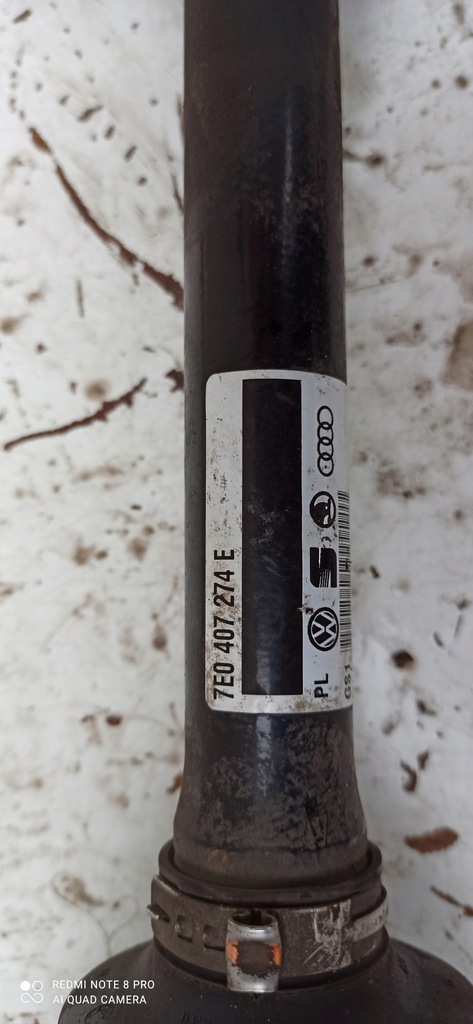 7E0 407 274 E
PL
GS1
REDMI NOTE 8 PRO
AI QUAD CAMERA